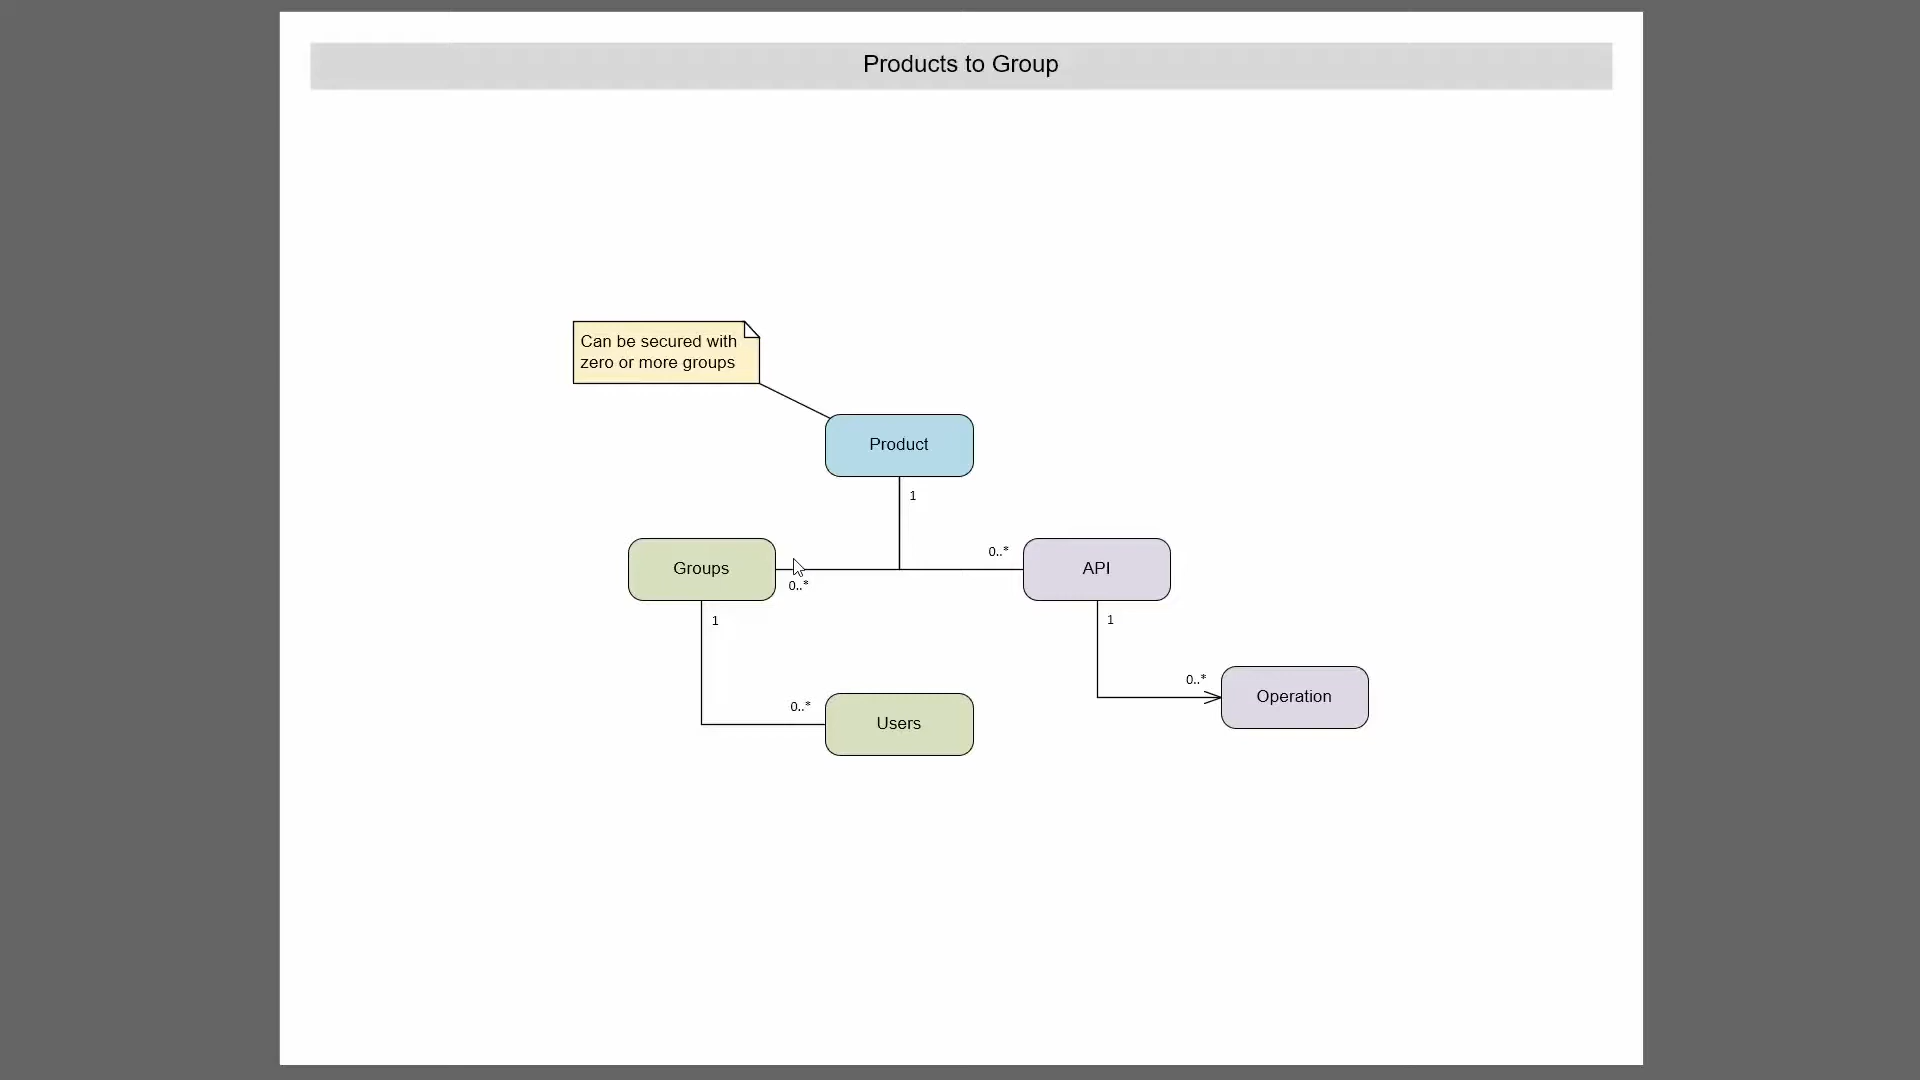 Products to Group
Can be secured with
zero or more groups
Product
1
0..*
Groups
API
0..*
1
1
0..*
Operation
0..*
Users